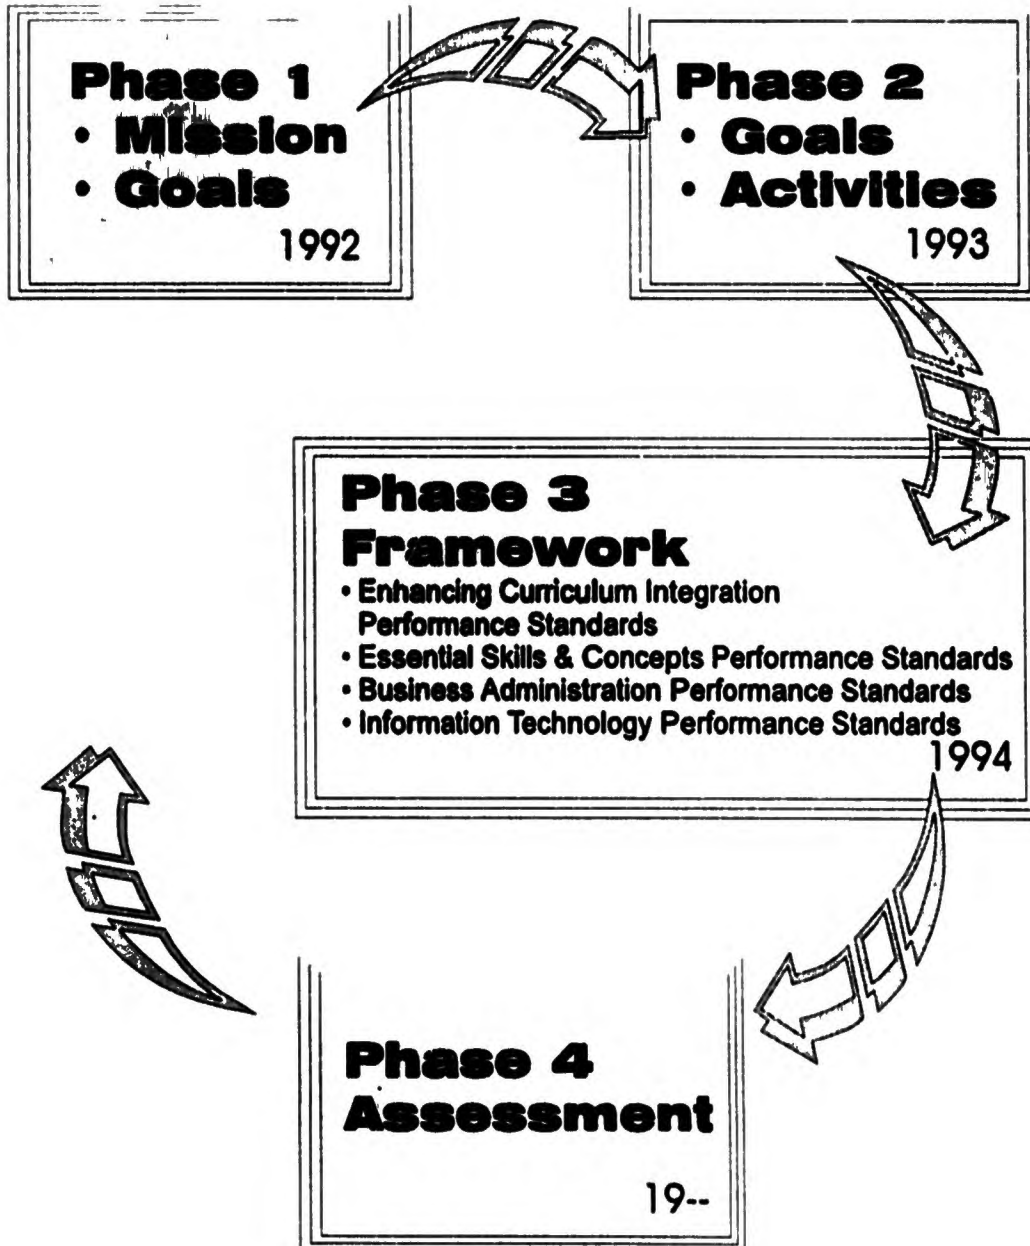 Phase 1
• Mission
• Goals
1992
Phase 2
• Goals
• Activities
1993
Phase 3
Framework
• Enhancing Curriculum Integration
Performance Standards
• Essential Skills & Concepts Performance Standards
• Business Administration Performance Standards
• Information Technology Performance Standards
1994
Phase 4
Assessment
19--